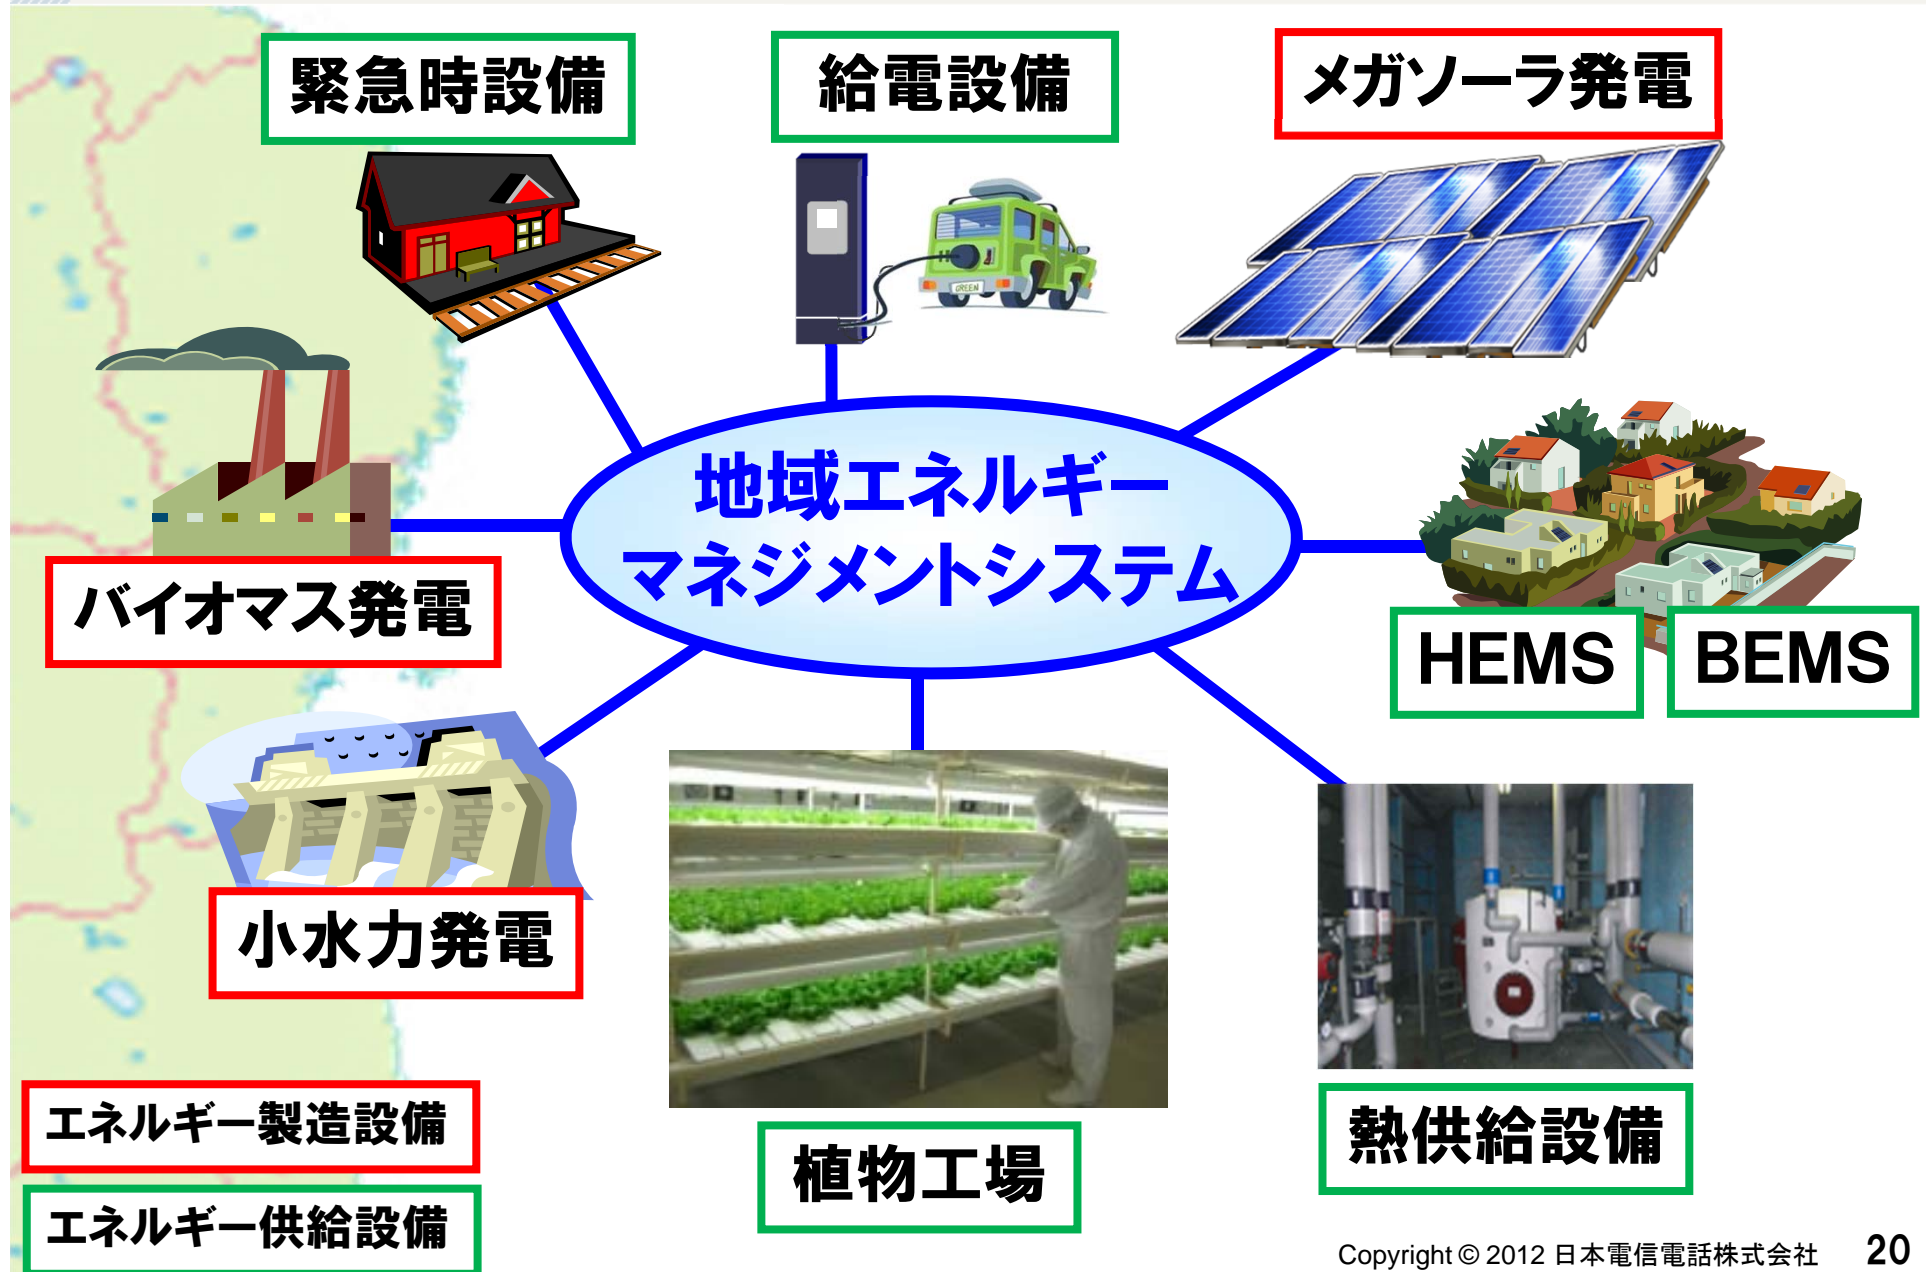 緊急時設備
給電設備
メガソーラ発電
GREEN
地域エネルギー
マネジメントシステム
バイオマス発電
HEMS
BEMS
小水力発電
植物工場
熱供給設備
エネルギー製造設備
エネルギー供給設備
Copyright © 2012 日本電信電話株式会社
20